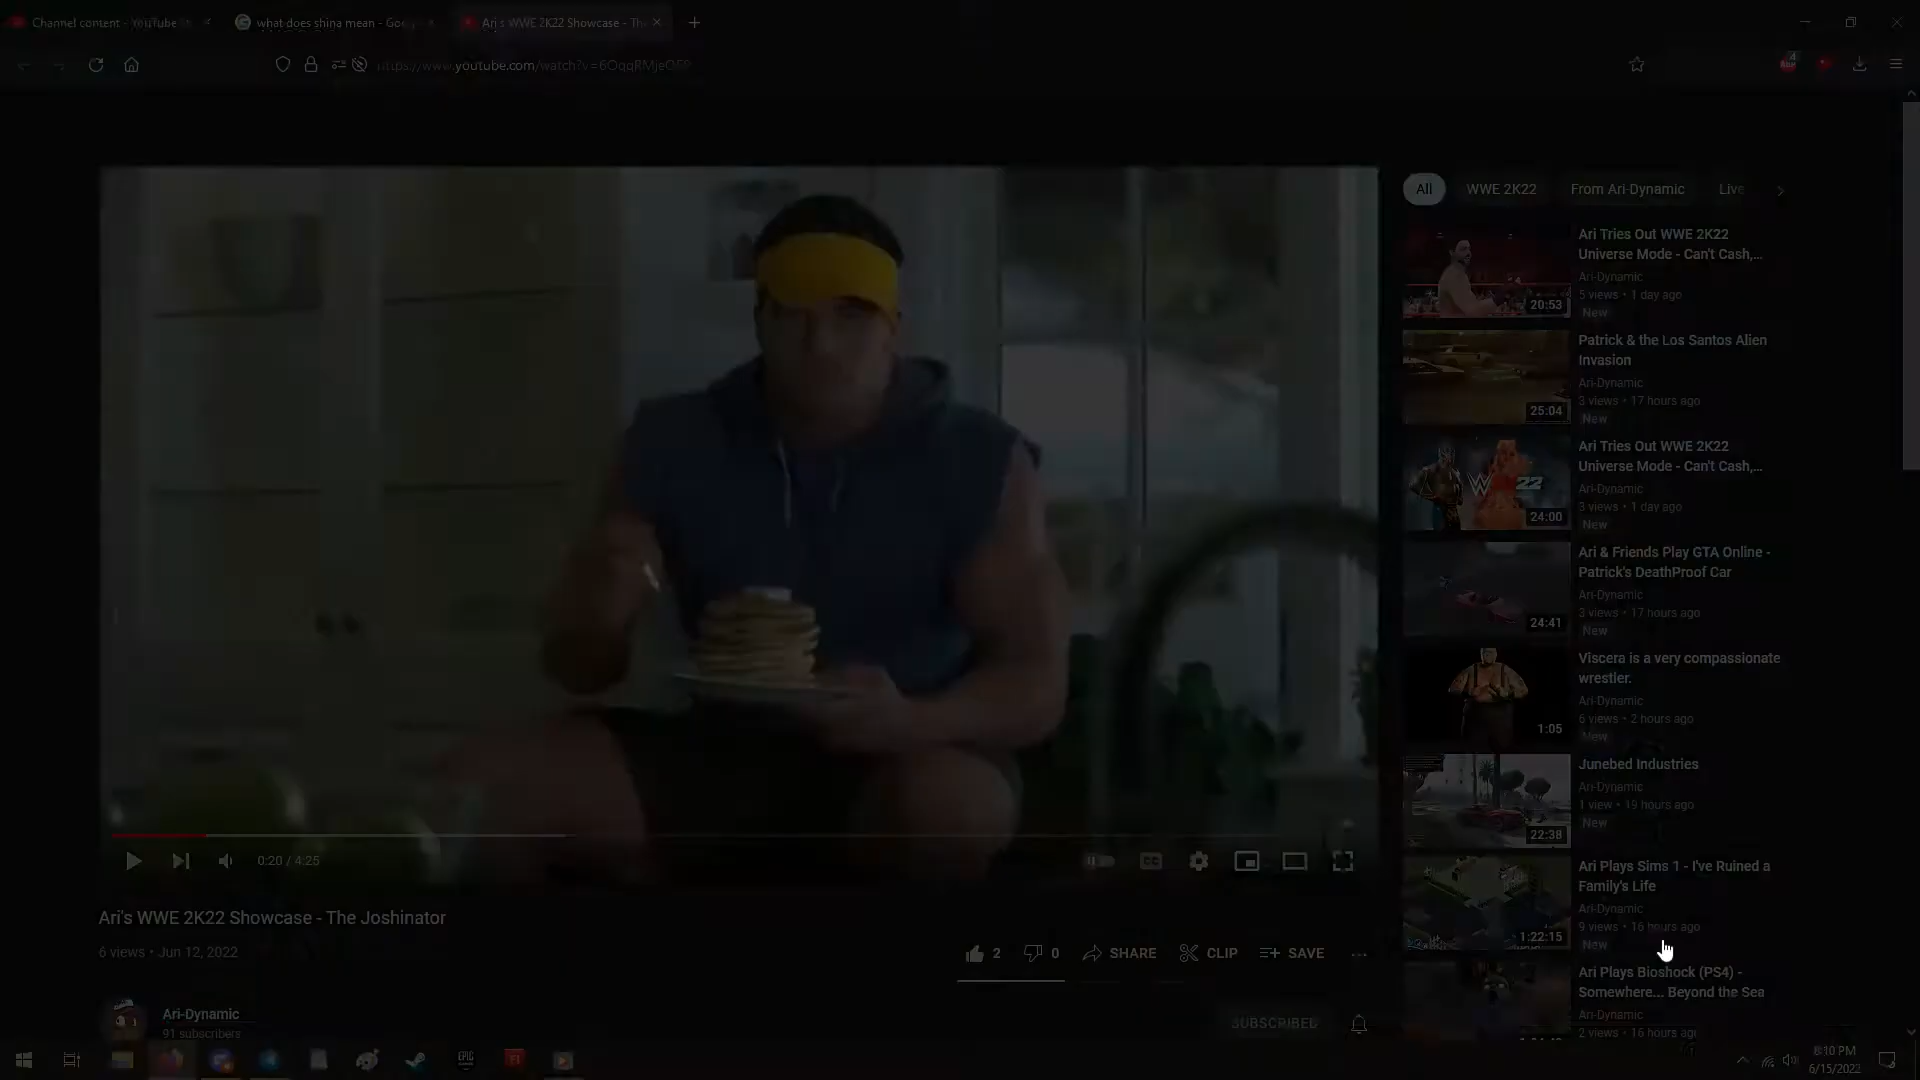 Channel content - YouTube
what does shina mean - Goo
Ari's WWE 2K22 Showcase - Th
youtube.com/watch?v=
All
WWE 2K22
From Ari-Dynamic
Live
Ari Tries Out WWE 2K22
Universe Mode - Can't Cash,...
Ari-Dynamic
5 views • 1 day ago
New
20:53
Patrick & the Los Santos Alien
Invasion
Ari-Dynamic
3 views • 17 hours ago
New
25:04
Ari Tries Out WWE 2K22
Universe Mode - Can't Cash,...
Ari-Dynamic
3 views • 1 day ago
New
W 22
24:00
Ari & Friends Play GTA Online -
Patrick's DeathProof Car
Ari-Dynamic
3 views • 17 hours ago
New
24:41
Viscera is a very compassionate
wrestler.
Ari-Dynamic
6 views • 2 hours ago
New
1:05
Junebed Industries
Ari-Dynamic
1 view • 19 hours ago
New
22:38
Ari Plays Sims 1 - I've Ruined a
Family's Life
Ari-Dynamic
9 views • 16 hours ago
New
1:22:15
Ari Plays Bioshock (PS4) -
Somewhere... Beyond the Sea
Ari-Dynamic
2 views • 16 hours ago
0:20 / 4:25
CC
Ari's WWE 2K22 Showcase - The Joshinator
6 views • Jun 12, 2022
2
0
SHARE
CLIP
SAVE
...
Ari-Dynamic
91 subscribers
SUBSCRIBED
EPIC
8:10 PM
6/15/2022